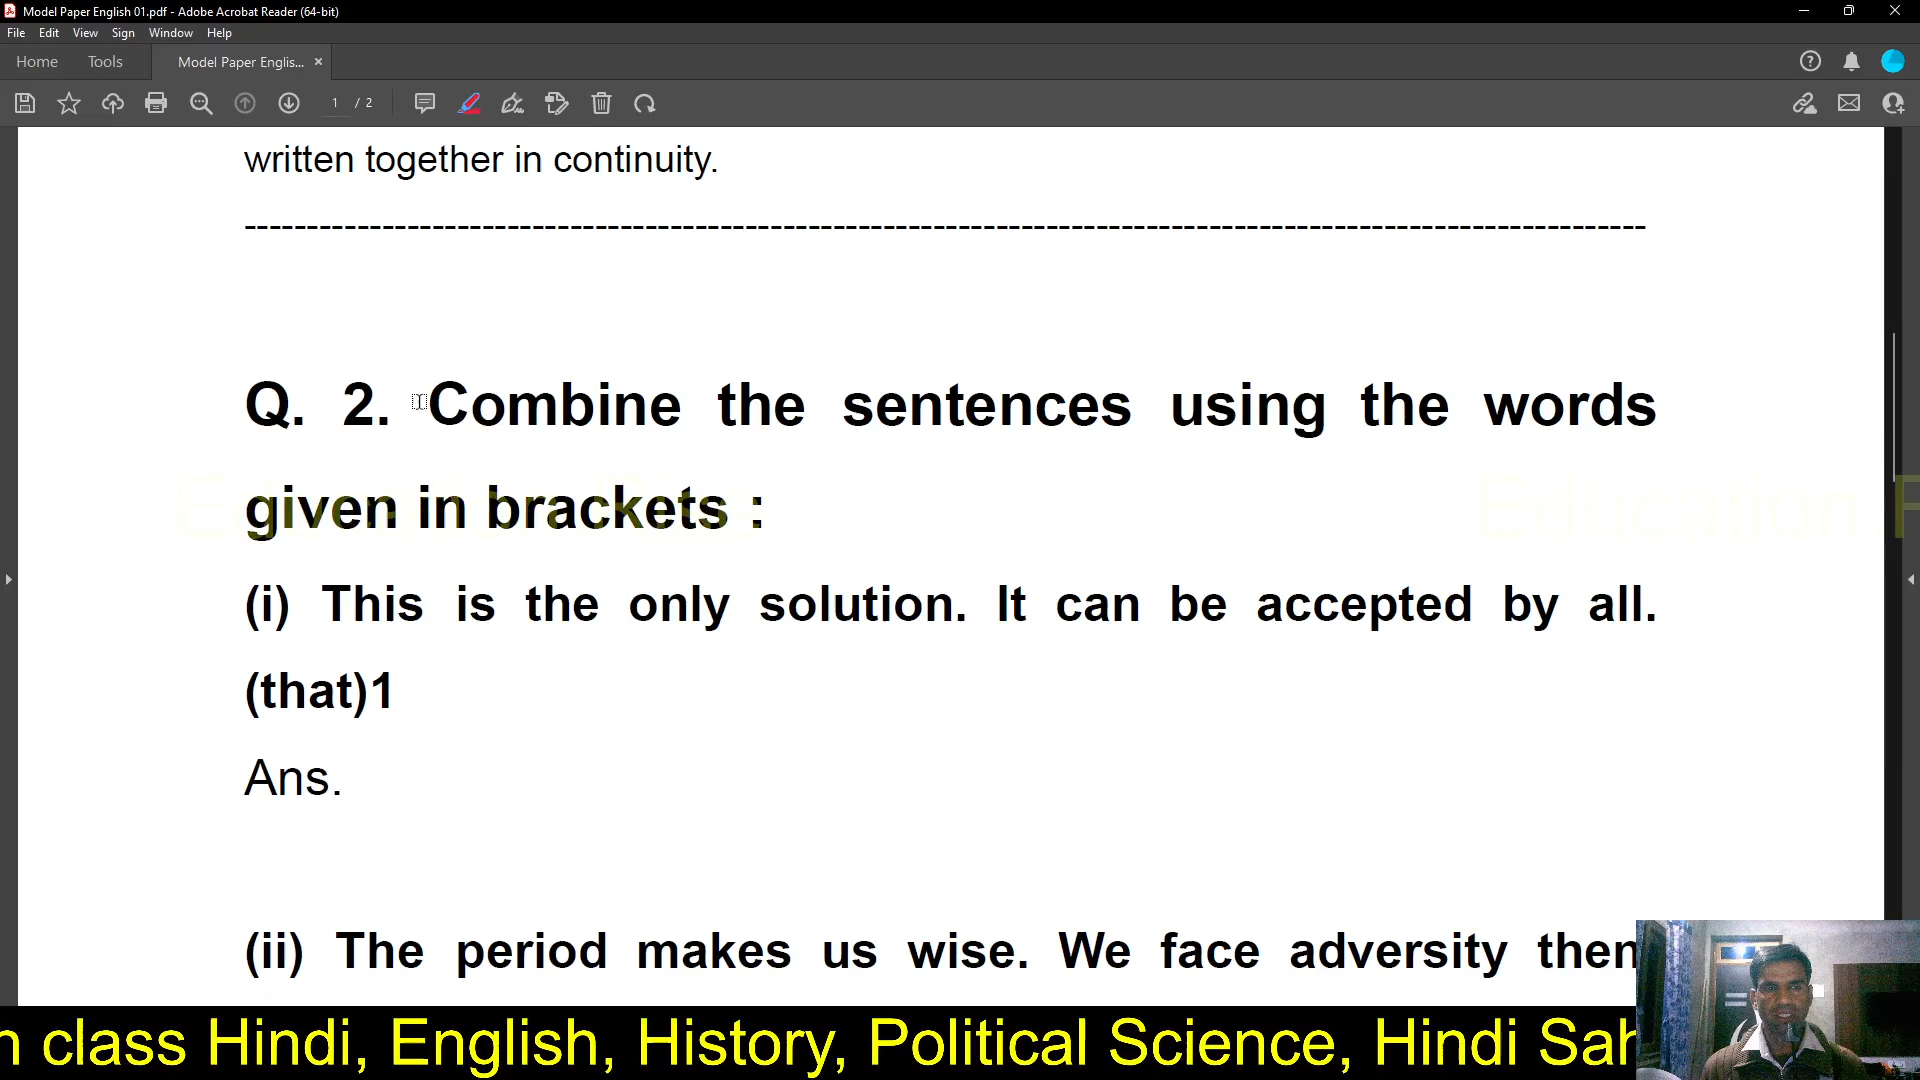 Model Paper English 01.pdf - Adobe Acrobat Reader (64-bit)
File Edit View Sign Window Help
Home Tools Model Paper Englis...
1 / 2
written together in continuity.
Q. 2. Combine the sentences using the words
given in brackets :
Education
(i) This is the only solution. It can be accepted by all.
(that)1
Ans.
(ii) The period makes us wise. We face adversity then
class Hindi, English, History, Political Science, Hindi